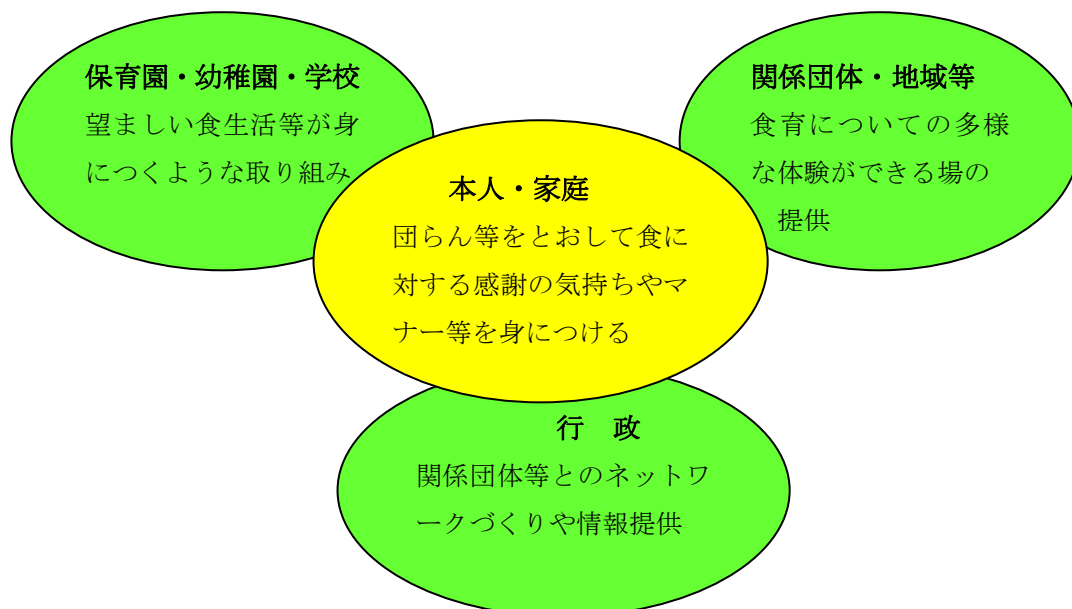 保育園・幼稚園・学校
望ましい食生活等が身
につくような取り組み
関係団体・地域等
食育についての多様
な体験ができる場の
提供
本人・家庭
団らん等をとおして食に
対する感謝の気持ちやマ
ナー等を身につける
行　政
関係団体等とのネットワ
ークづくりや情報提供